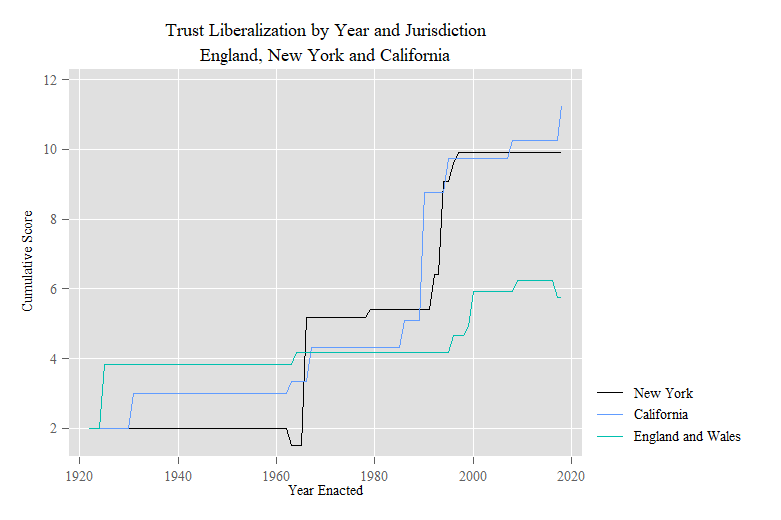 Trust Liberalization by Year and Jurisdiction
England, New York and California
12
10
8
6
4
2
Cumulative Score
1920 1940 1960 1980 2000 2020
Year Enacted
New York
California
England and Wales